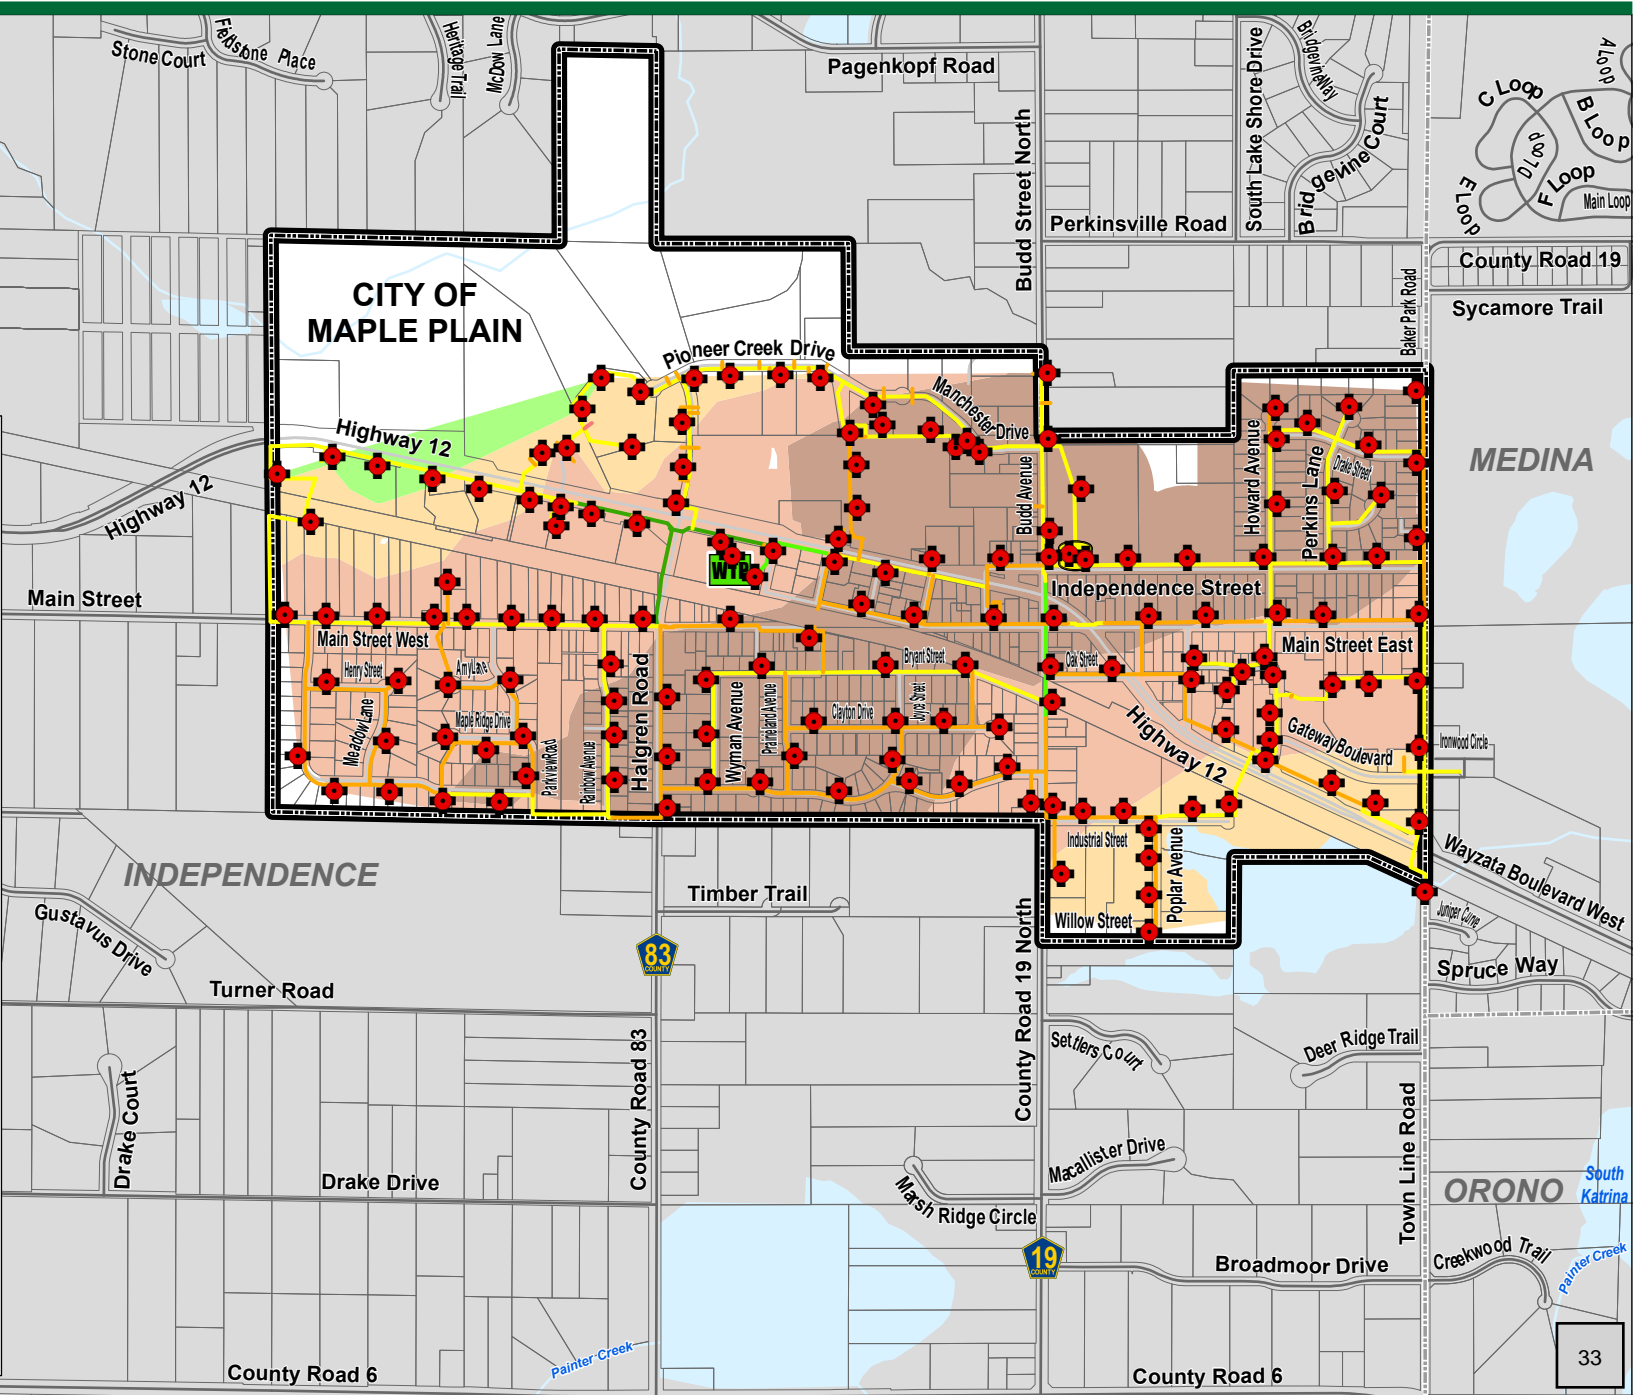 Stone Court
Fieldstone Place
Heritage Trail
McDow Lane
Pagenkopf Road
Budd Street North
South Lake Shore Drive
Bridgevine Way
Bridgevine Court
Perkinsville Road
A Loop
B Loop
C Loop
D Loop
E Loop
F Loop
Main Loop
County Road 19
Sycamore Trail
Baker Park Road
CITY OF
MAPLE PLAIN
Pioneer Creek Drive
Manchester Drive
Highway 12
Highway 12
Budd Avenue
Howard Avenue
Perkins Lane
Drake Street
MEDINA
WTP
Independence Street
Main Street
Main Street West
Main Street East
Henry Street
Amy Lane
Meadow Lane
Maple Ridge Drive
Parkview Road
Rainbow Avenue
Halgren Road
Wyman Avenue
Prairieland Avenue
Bryant Street
Clayton Drive
Joyce Street
Oak Street
Highway 12
Gateway Boulevard
Ironwood Circle
Industrial Street
Poplar Avenue
Willow Street
Wayzata Boulevard West
Juniper Curve
Spruce Way
INDEPENDENCE
Timber Trail
Gustavus Drive
83
COUNTY
Turner Road
County Road 19 North
Settlers Court
Deer Ridge Trail
County Road 83
Drake Court
Drake Drive
Macallister Drive
Marsh Ridge Circle
Town Line Road
ORONO
South
Katrina
19
COUNTY
Broadmoor Drive
Creekwood Trail
Painter Creek
Painter Creek
County Road 6
County Road 6
33